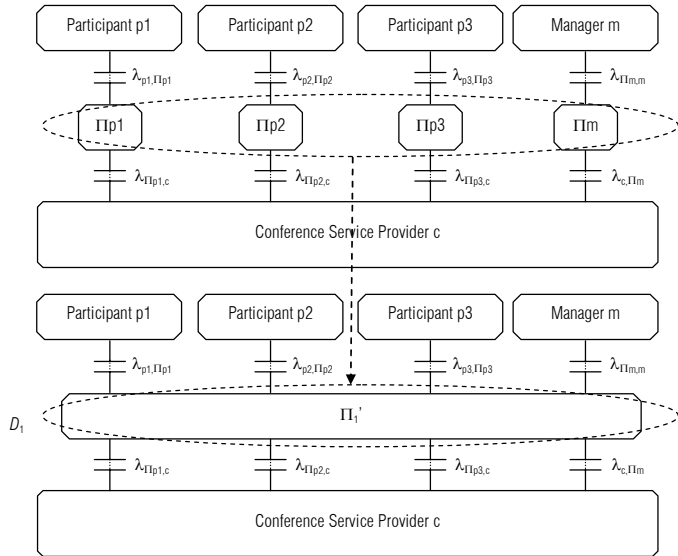 Participant p1 Participant p2 Participant p3 Manager m
λp1,Πp1 λp2,Πp2 λp3,Πp3 λΠm,m
Πp1 Πp2 Πp3 Πm
λΠp1,c λΠp2,c λΠp3,c λc,Πm
Conference Service Provider c
Participant p1 Participant p2 Participant p3 Manager m
λp1,Πp1 λp2,Πp2 λp3,Πp3 λΠm,m
D1 Π1'
λΠp1,c λΠp2,c λΠp3,c λc,Πm
Conference Service Provider c